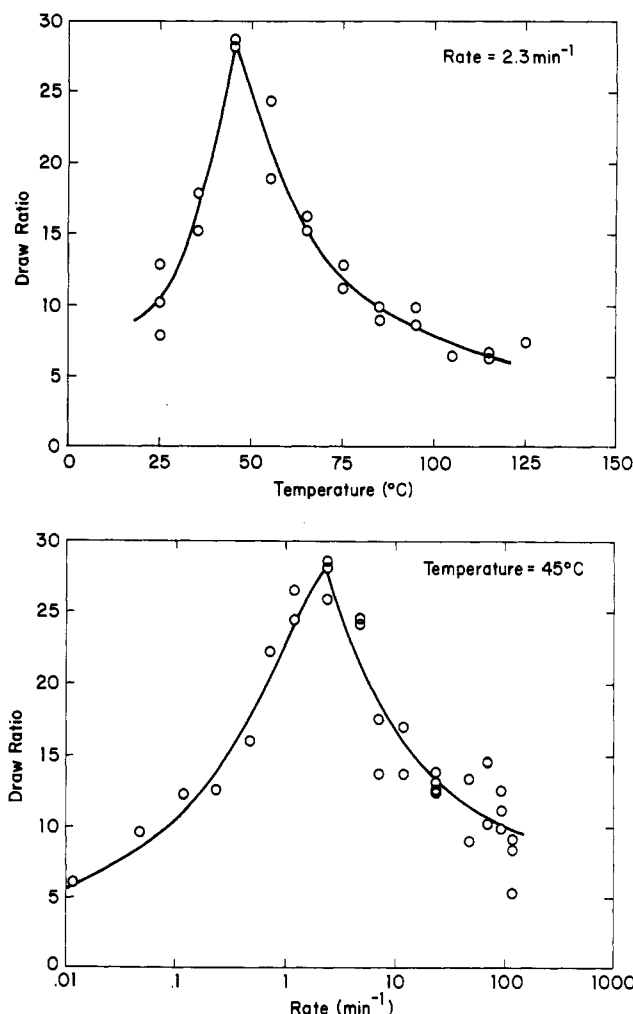 30
25
20
15
10
5
0
Draw Ratio
Rate = 2.3 min⁻¹
0 25 50 75 100 125 150
Temperature (°C)
30
25
20
15
10
5
0
Draw Ratio
Temperature = 45°C
.01 .1 1 10 100 1000
Rate (min⁻¹)